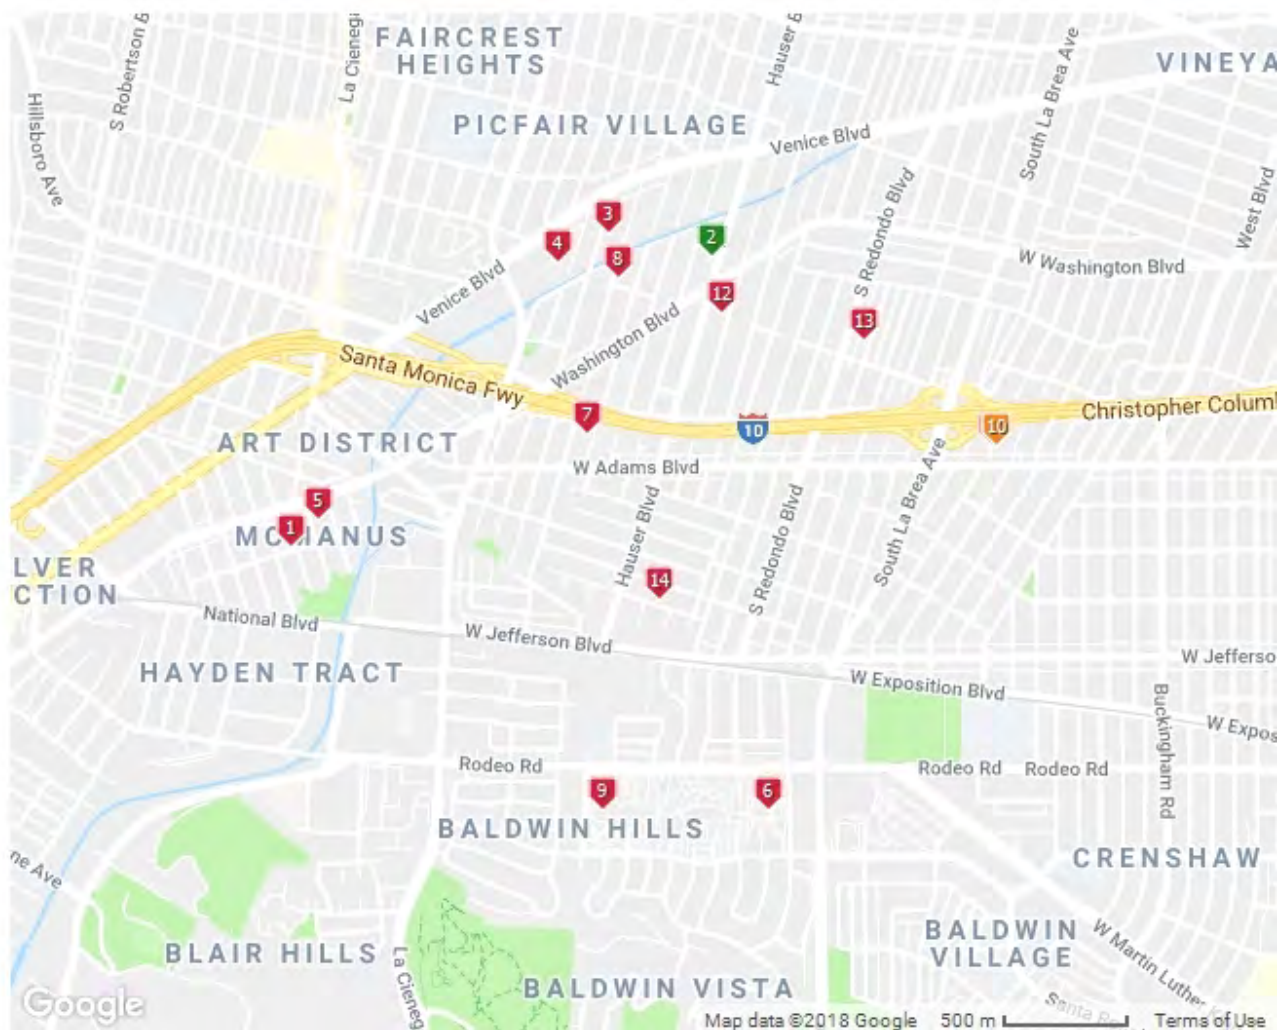 FAIRCREST
HEIGHTS
PICFAIR VILLAGE
VINEYA
Hillsboro Ave
S Robertson B
La Cieneg
Hauser B
Venice Blvd
South La Brea Ave
S Redondo Blvd
West Blvd
W Washington Blvd
3
4
8
2
12
13
Venice Blvd
Washington Blvd
Santa Monica Fwy
7
10
10
Christopher Columb
ART DISTRICT
W Adams Blvd
5
1
MCMANUS
LVER
CTION
Hauser Blvd
S Redondo Blvd
South La Brea Ave
14
National Blvd
W Jefferson Blvd
W Jefferso
HAYDEN TRACT
W Exposition Blvd
W Expos
Buckingham Rd
Rodeo Rd
Rodeo Rd
Rodeo Rd
9
6
BALDWIN HILLS
CRENSHAW
ne Ave
BLAIR HILLS
La Cieneg
BALDWIN
VILLAGE
W Martin Luther
BALDWIN VISTA
Santa Ro
Google
Map data ©2018 Google
500 m
Terms of Use